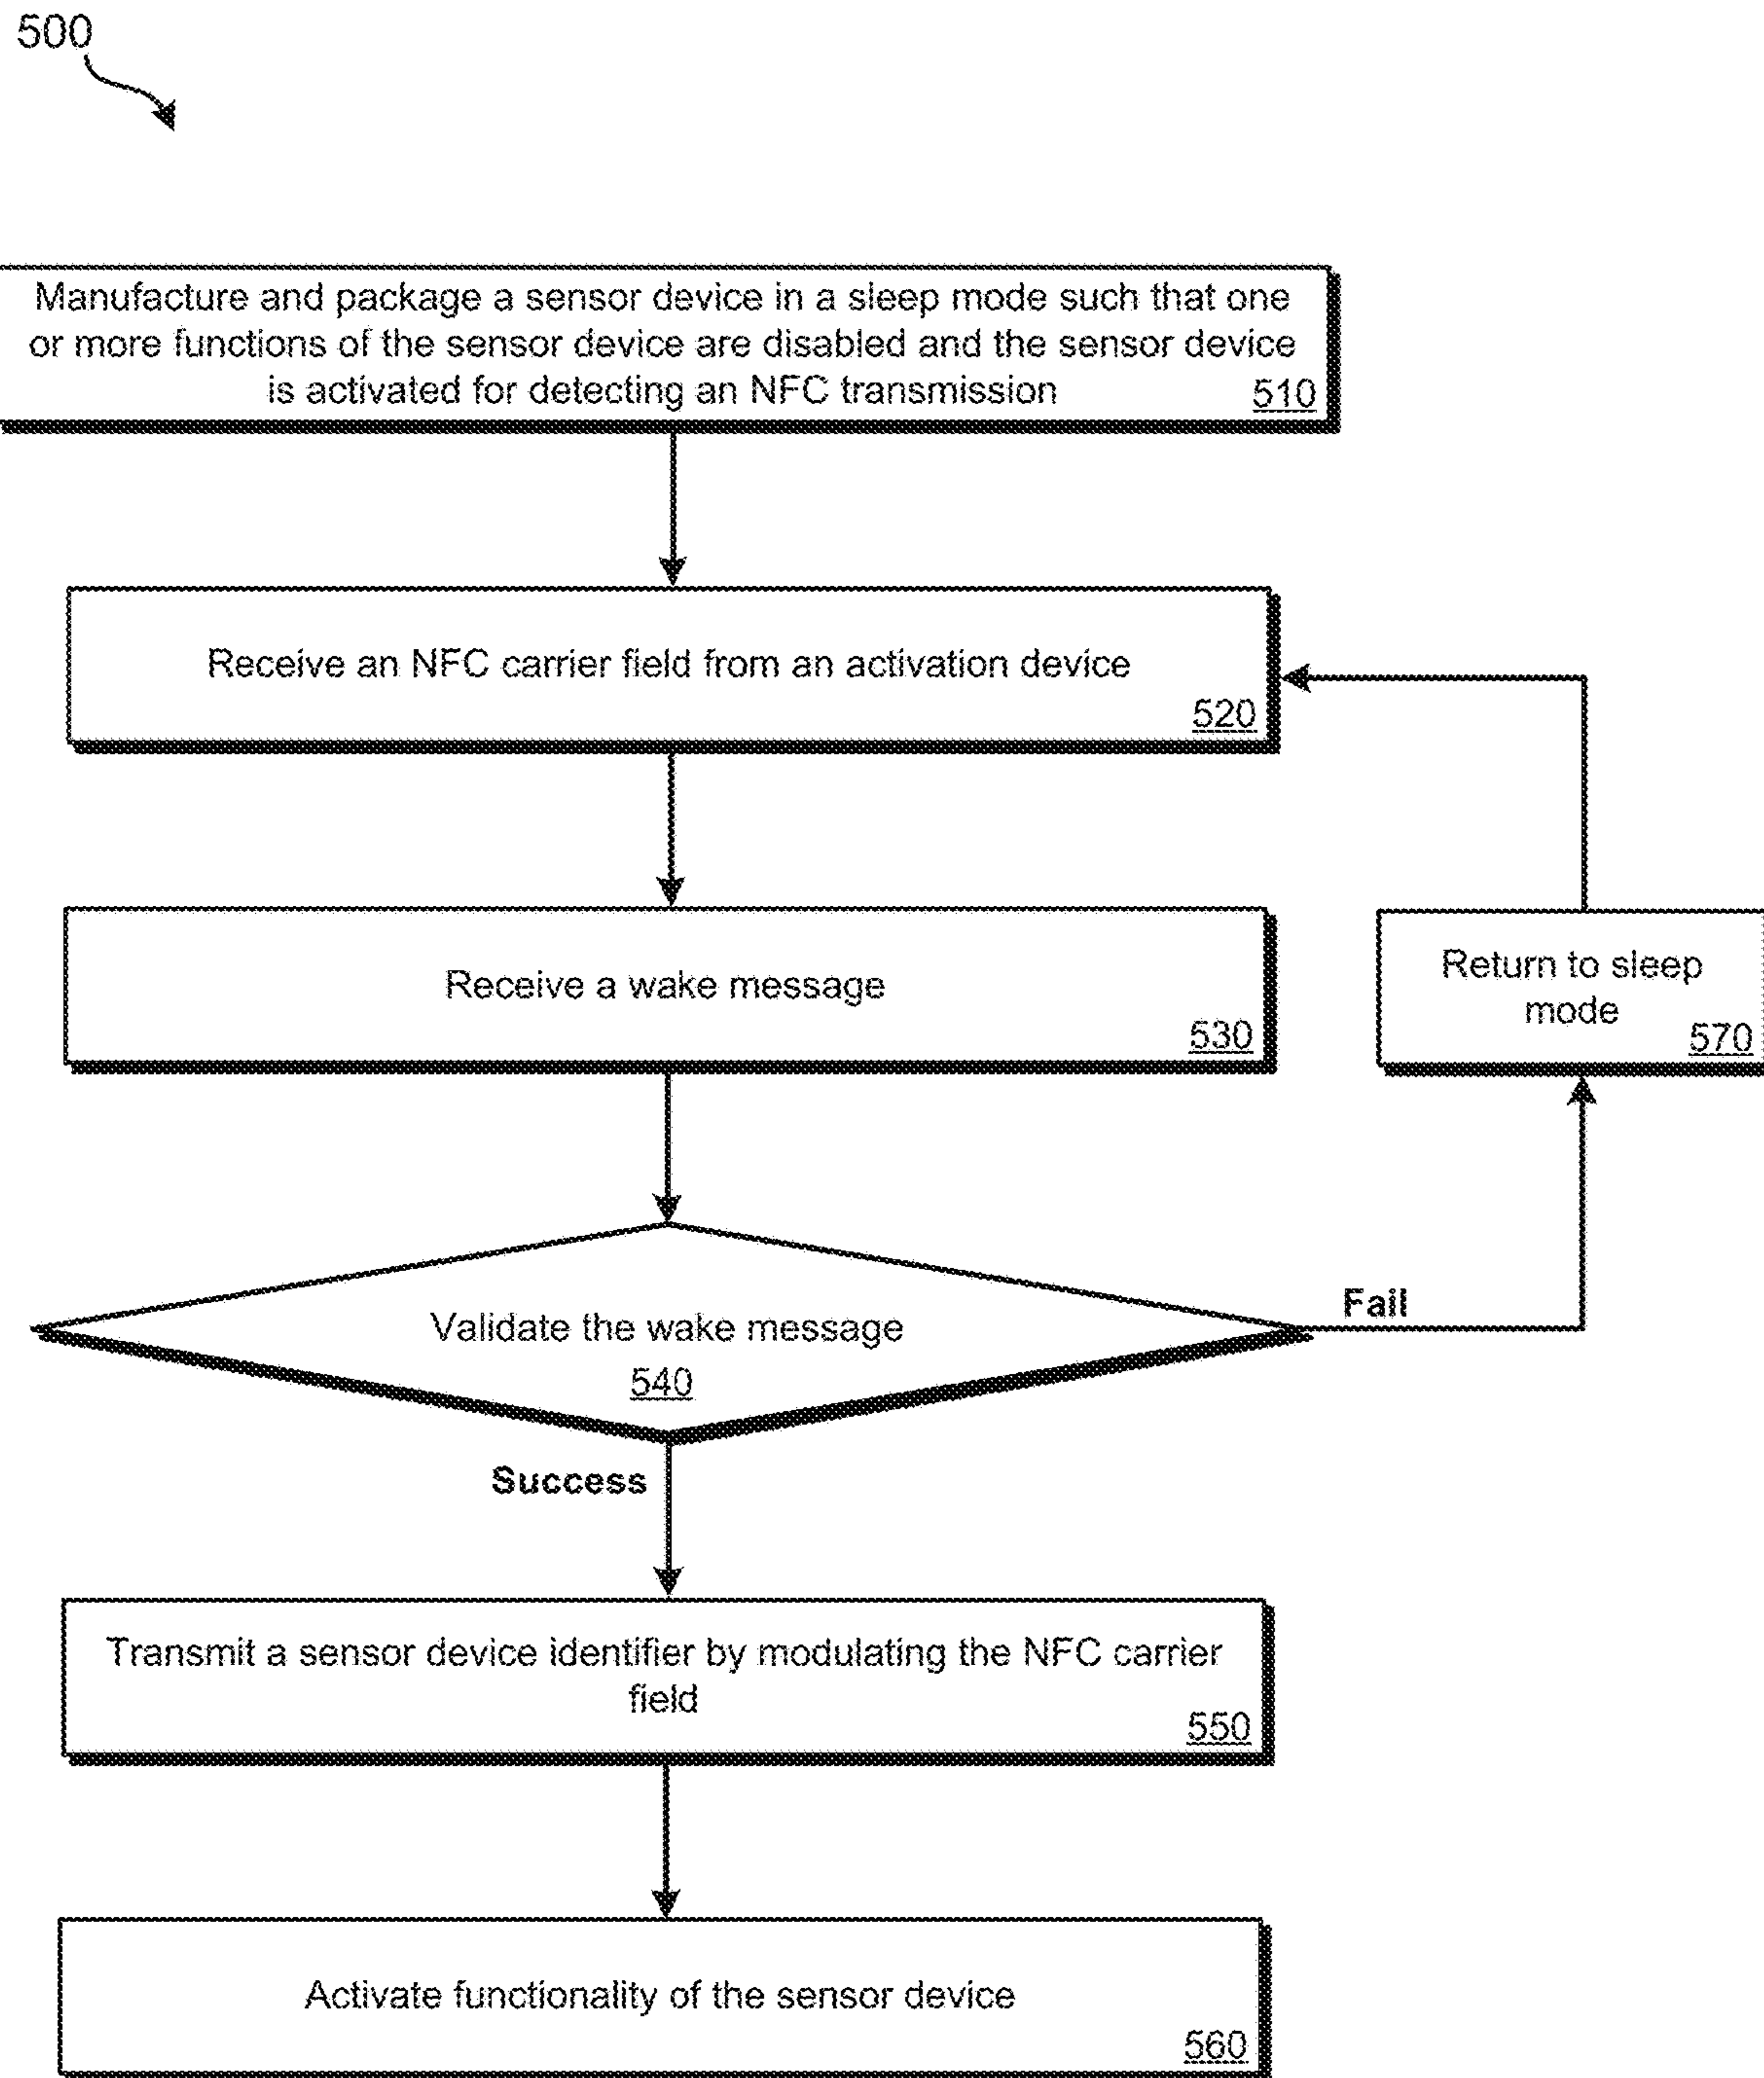 500
Manufacture and package a sensor device in a sleep mode such that one
or more functions of the sensor device are disabled and the sensor device
is activated for detecting an NFC transmission
510
Receive an NFC carrier field from an activation device
520
Receive a wake message
530
Return to sleep
mode
570
Validate the wake message
540
Fail
Success
Transmit a sensor device identifier by modulating the NFC carrier
field
550
Activate functionality of the sensor device
560